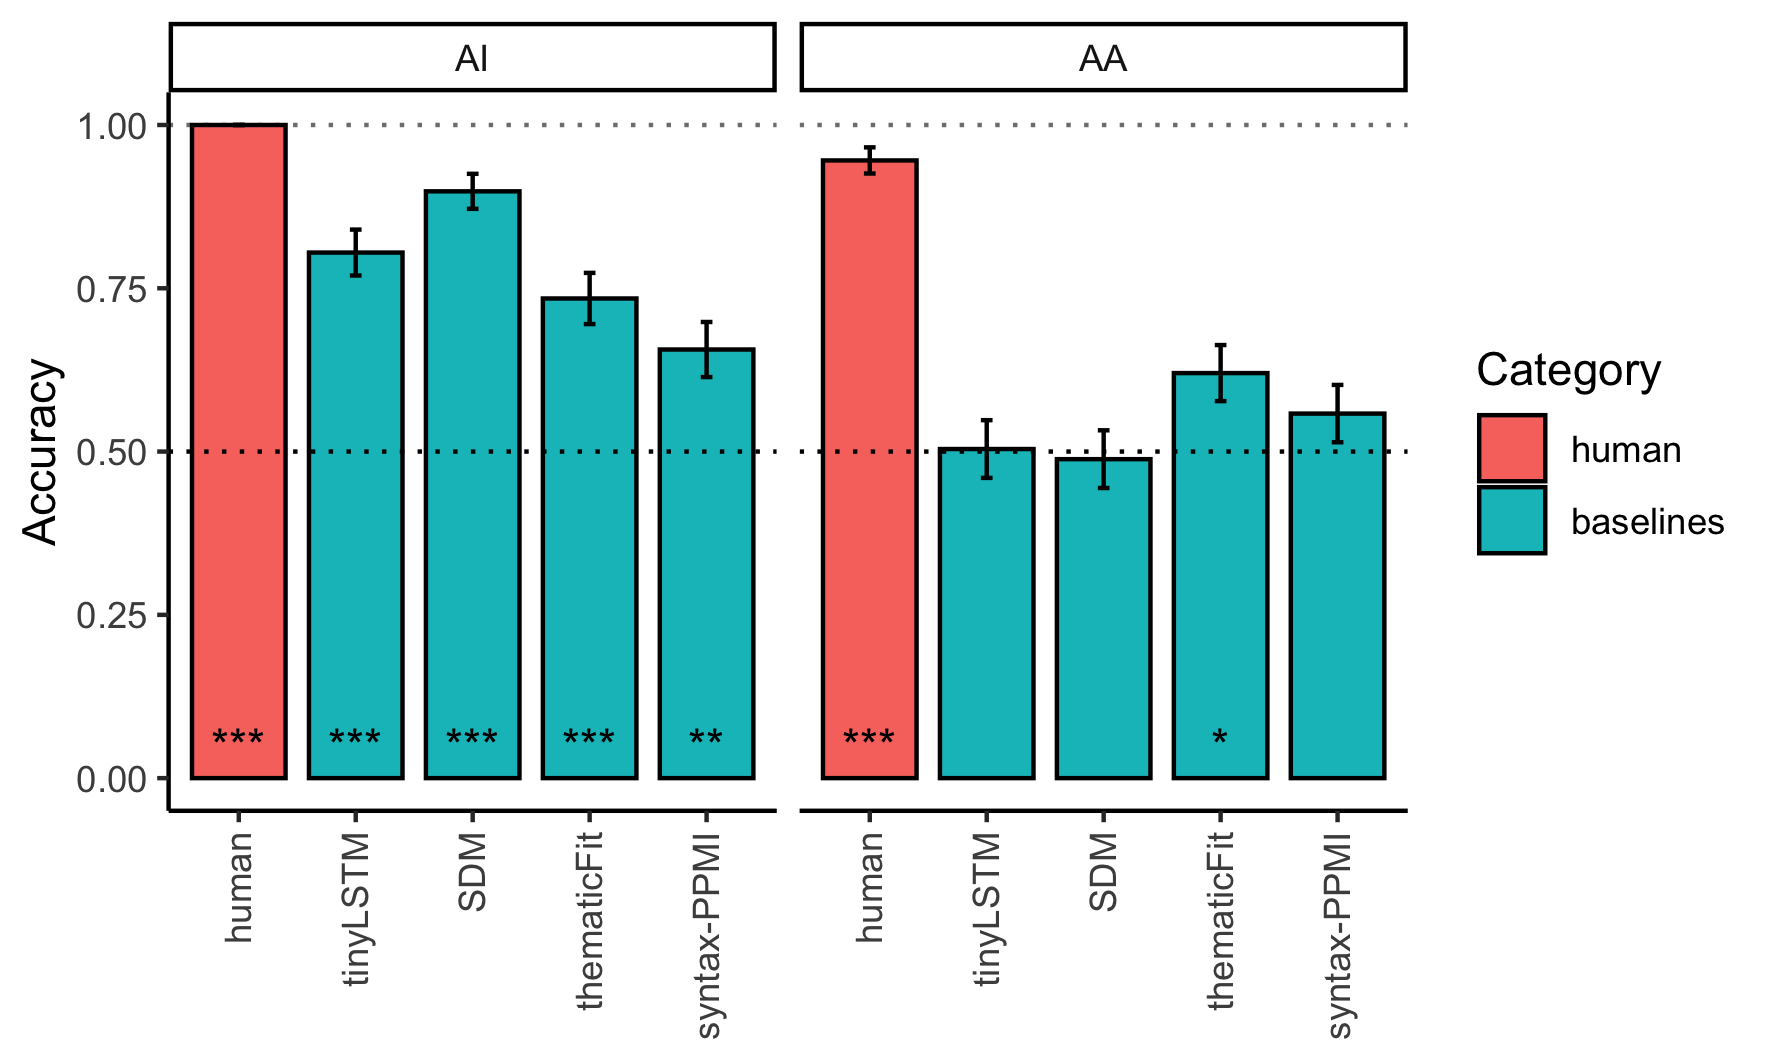 AI
AA
Accuracy
1.00
0.75
0.50
0.25
0.00
*** *** *** *** **
*** *
human
tinyLSTM
SDM
thematicFit
syntax-PPMI
human
tinyLSTM
SDM
thematicFit
syntax-PPMI
Category
human
baselines